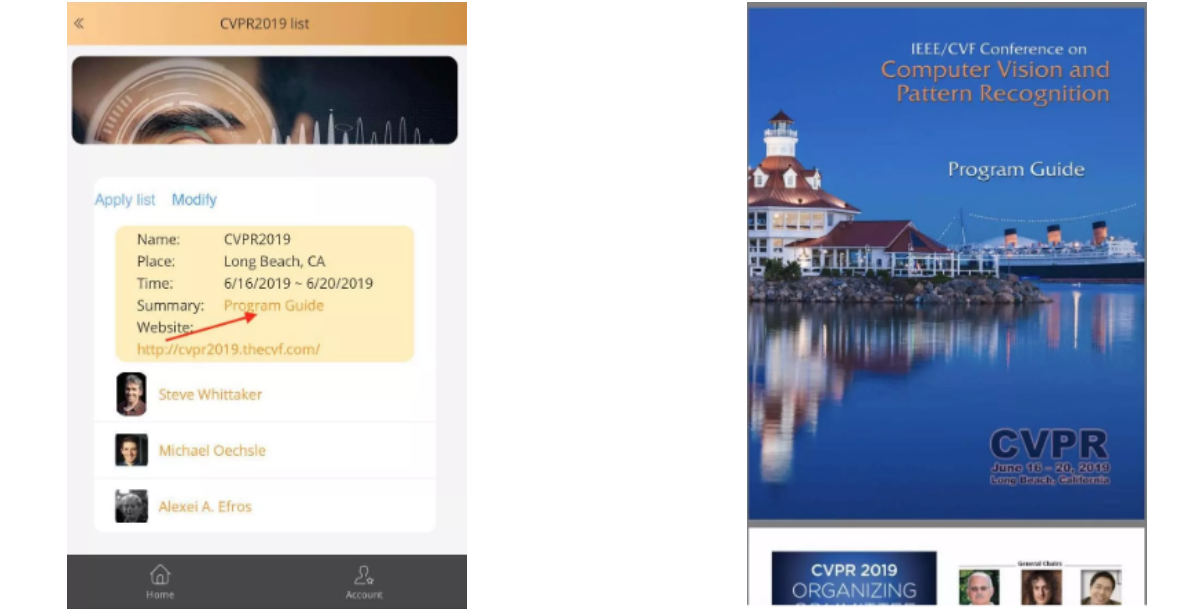 CVPR2019 list
Apply list Modify
Name: CVPR2019
Place: Long Beach, CA
Time: 6/16/2019 ~ 6/20/2019
Summary: Program Guide
Website:
http://cvpr2019.thecvf.com/
Steve Whittaker
Michael Oechsle
Alexei A. Efros
Home Account
IEEE/CVF Conference on
Computer Vision and
Pattern Recognition
Program Guide
CVPR
June 16 – 20, 2019
Long Beach, California
CVPR 2019
ORGANIZING
COMMITTEE
General Chairs